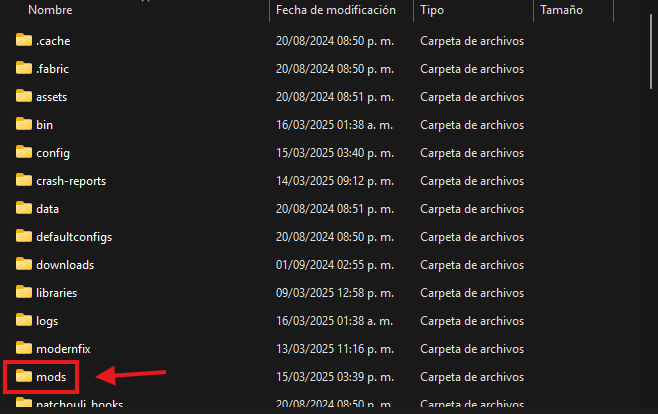 Nombre Fecha de modificación Tipo Tamaño
.cache 20/08/2024 08:50 p. m. Carpeta de archivos
.fabric 20/08/2024 08:50 p. m. Carpeta de archivos
assets 20/08/2024 08:51 p. m. Carpeta de archivos
bin 16/03/2025 01:38 a. m. Carpeta de archivos
config 15/03/2025 03:40 p. m. Carpeta de archivos
crash-reports 14/03/2025 09:12 p. m. Carpeta de archivos
data 20/08/2024 08:51 p. m. Carpeta de archivos
defaultconfigs 20/08/2024 08:50 p. m. Carpeta de archivos
downloads 01/09/2024 02:55 p. m. Carpeta de archivos
libraries 09/03/2025 12:58 p. m. Carpeta de archivos
logs 16/03/2025 01:38 a. m. Carpeta de archivos
modernfix 13/03/2025 11:16 p. m. Carpeta de archivos
mods 15/03/2025 03:39 p. m. Carpeta de archivos
patchouli_books 20/08/2024 08:50 p. m. Carpeta de archivos